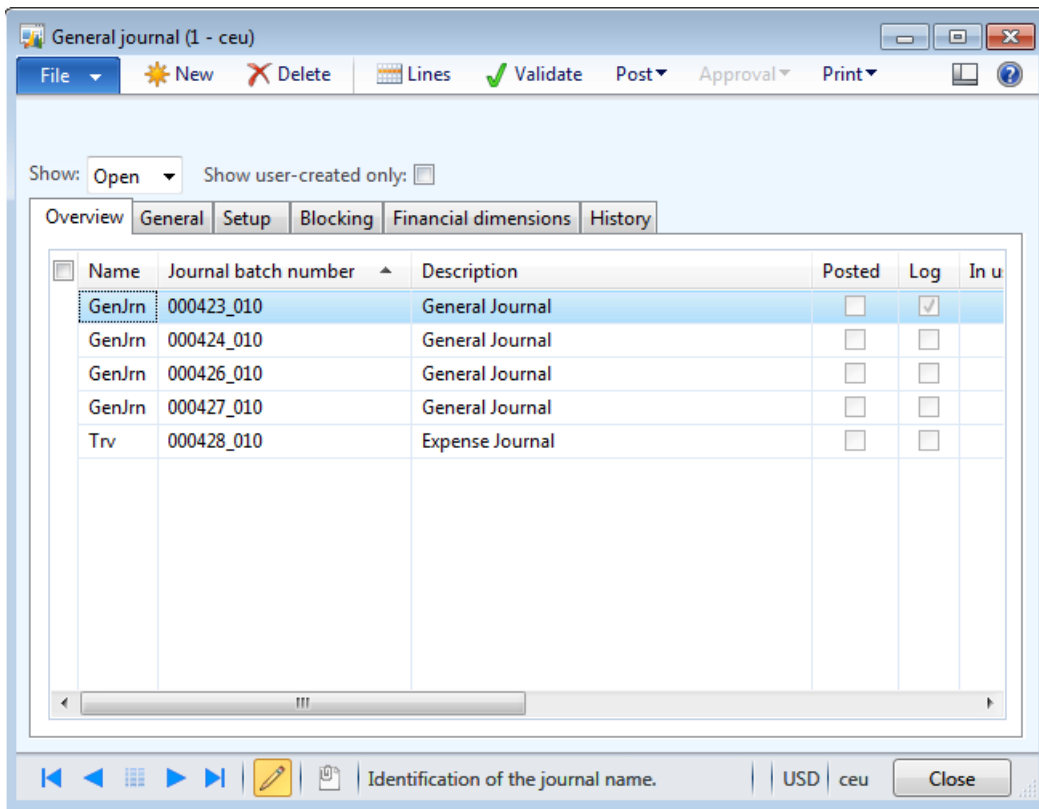 General journal (1 - ceu)
File New Delete Lines Validate Post Approval Print
Show: Open Show user-created only:
Overview General Setup Blocking Financial dimensions History
Name Journal batch number Description Posted Log In u
GenJrn 000423_010 General Journal
GenJrn 000424_010 General Journal
GenJrn 000426_010 General Journal
GenJrn 000427_010 General Journal
Trv 000428_010 Expense Journal
Identification of the journal name. USD ceu Close